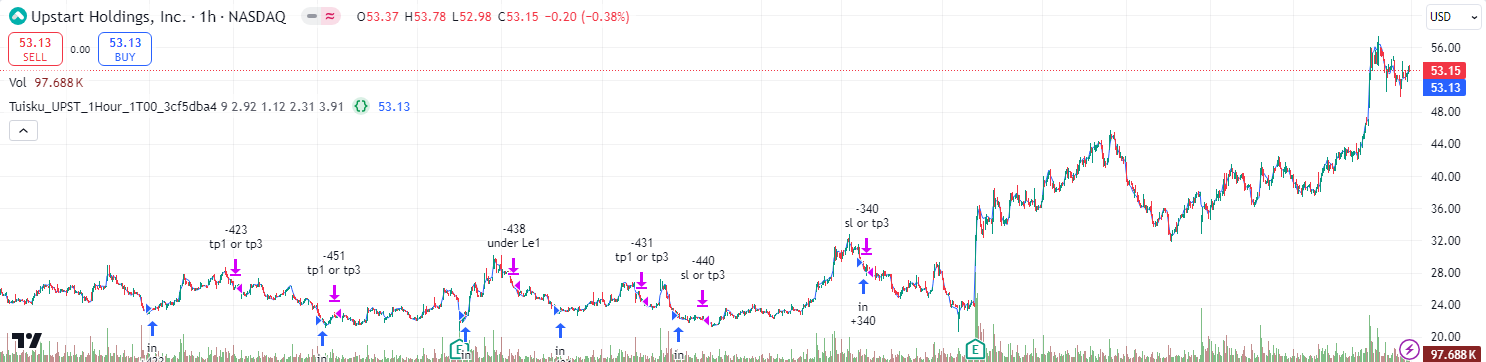 Upstart Holdings, Inc. · 1h · NASDAQ O53.37 H53.78 L52.98 C53.15 −0.20 (−0.38%)
USD
53.13 SELL
0.00
53.13 BUY
Vol 97.688 K
Tuisku_UPST_1Hour_1T00_3cf5dba4 9 2.92 1.12 2.31 3.91 {} 53.13
56.00
53.15
53.13
48.00
44.00
40.00
36.00
32.00
28.00
24.00
20.00
97.688 K
-423
tp1 or tp3
-451
tp1 or tp3
-438
under Le1
-431
tp1 or tp3
-440
sl or tp3
-340
sl or tp3
in
+340
in
in
in
in
in
E
E